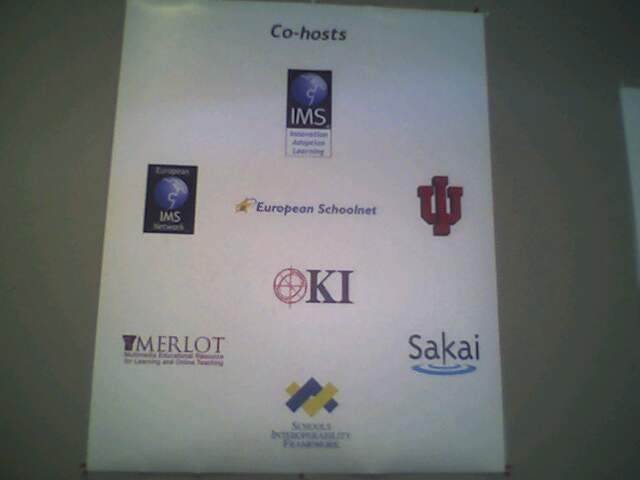 Co-hosts
IMS
Innovation
Adoption
Learning
European
IMS
Network
European Schoolnet
OKI
MERLOT
Multimedia Educational Resource
for Learning and Online Teaching
Sakai
SCHOOLS
INTEROPERABILITY
FRAMEWORK